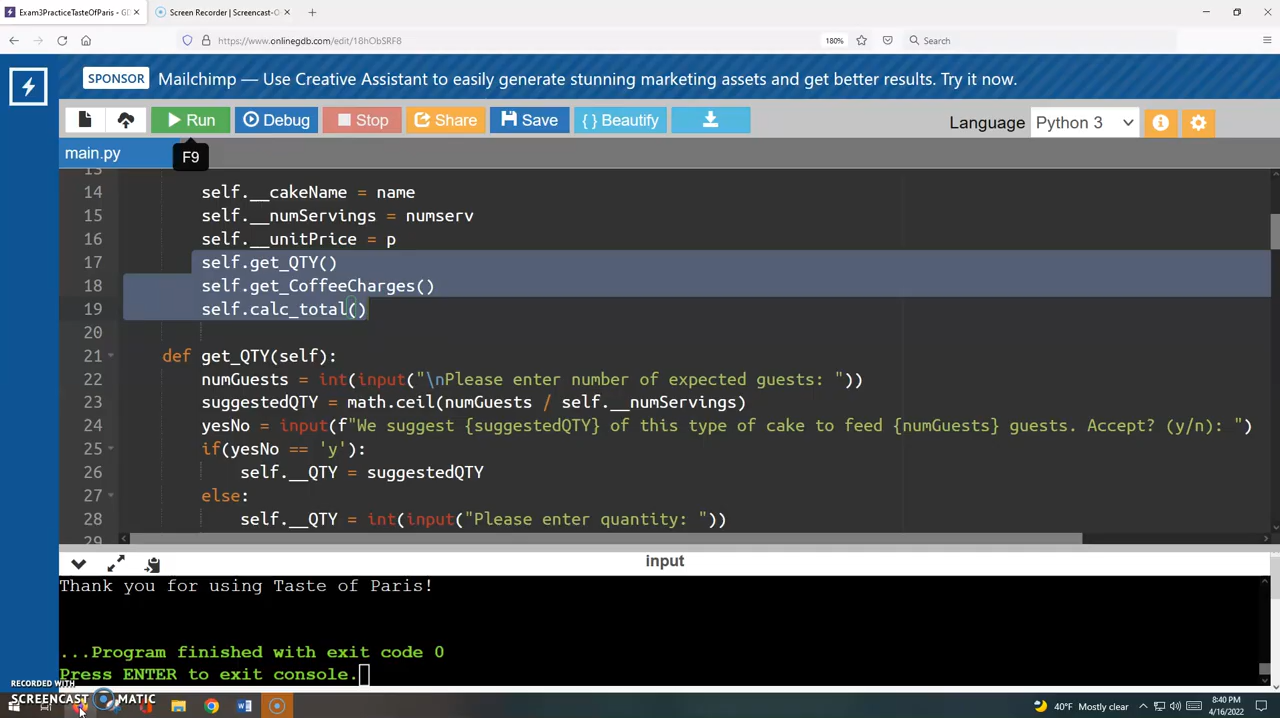 Exam3PracticeTasteOfParis - GD
Screen Recorder | Screencast-O
https://www.onlinegdb.com/edit/18hObSRF8
180%
Search
SPONSOR
Mailchimp — Use Creative Assistant to easily generate stunning marketing assets and get better results. Try it now.
Run
Debug
Stop
Share
Save
{ } Beautify
Language
Python 3
main.py
F9
13
14 self.__cakeName = name
15 self.__numServings = numserv
16 self.__unitPrice = p
17 self.get_QTY()
18 self.get_CoffeeCharges()
19 self.calc_total()
20
21 def get_QTY(self):
22 numGuests = int(input("\nPlease enter number of expected guests: "))
23 suggestedQTY = math.ceil(numGuests / self.__numServings)
24 yesNo = input(f"We suggest {suggestedQTY} of this type of cake to feed {numGuests} guests. Accept? (y/n): ")
25 if(yesNo == 'y'):
26 self.__QTY = suggestedQTY
27 else:
28 self.__QTY = int(input("Please enter quantity: "))
29
input
Thank you for using Taste of Paris!
...Program finished with exit code 0
Press ENTER to exit console.
RECORDED WITH
SCREENCAST MATIC
40°F Mostly clear
8:40 PM
4/16/2022